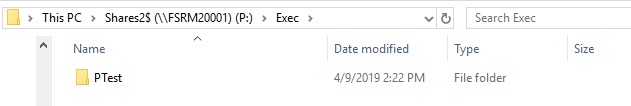 This PC > Shares2$ (\\FSRM20001) (P:) > Exec > Search Exec
Name Date modified Type Size
PTest 4/9/2019 2:22 PM File folder